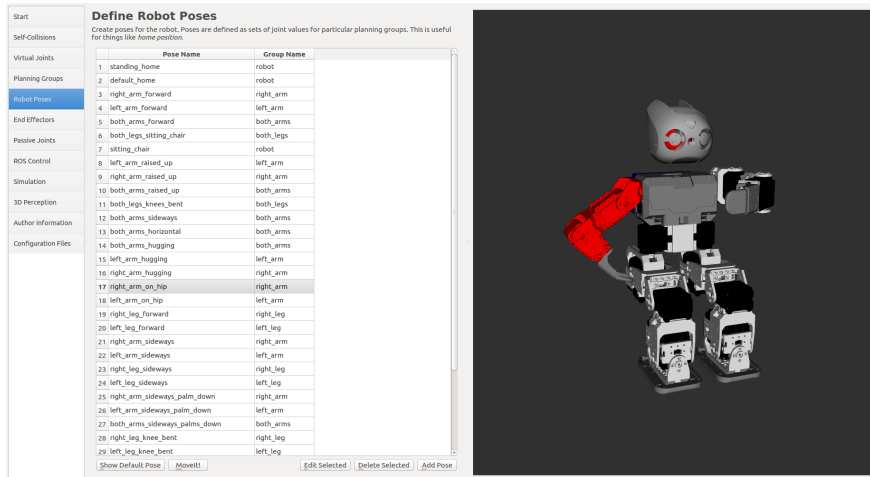 Start
Self-Collisions
Virtual Joints
Planning Groups
Robot Poses
End Effectors
Passive Joints
ROS Control
Simulation
3D Perception
Author Information
Configuration Files
Define Robot Poses
Create poses for the robot. Poses are defined as sets of joint values for particular planning groups. This is useful
for things like home position.
Pose Name Group Name
1 standing_home robot
2 default_home robot
3 right_arm_forward right_arm
4 left_arm_forward left_arm
5 both_arms_forward both_arms
6 both_legs_sitting_chair both_legs
7 sitting_chair robot
8 left_arm_raised_up left_arm
9 right_arm_raised_up right_arm
10 both_arms_raised_up both_arms
11 both_legs_knees_bent both_legs
12 both_arms_sideways both_arms
13 both_arms_horizontal both_arms
14 both_arms_hugging both_arms
15 left_arm_hugging left_arm
16 right_arm_hugging right_arm
17 right_arm_on_hip right_arm
18 left_arm_on_hip left_arm
19 right_leg_forward right_leg
20 left_leg_forward left_leg
21 right_arm_sideways right_arm
22 left_arm_sideways left_arm
23 right_leg_sideways right_leg
24 left_leg_sideways left_leg
25 right_arm_sideways_palm_down right_arm
26 left_arm_sideways_palm_down left_arm
27 both_arms_sideways_palms_down both_arms
28 right_leg_knee_bent right_leg
29 left_leg_knee_bent left_leg
Show Default Pose MoveIt! Edit Selected Delete Selected Add Pose